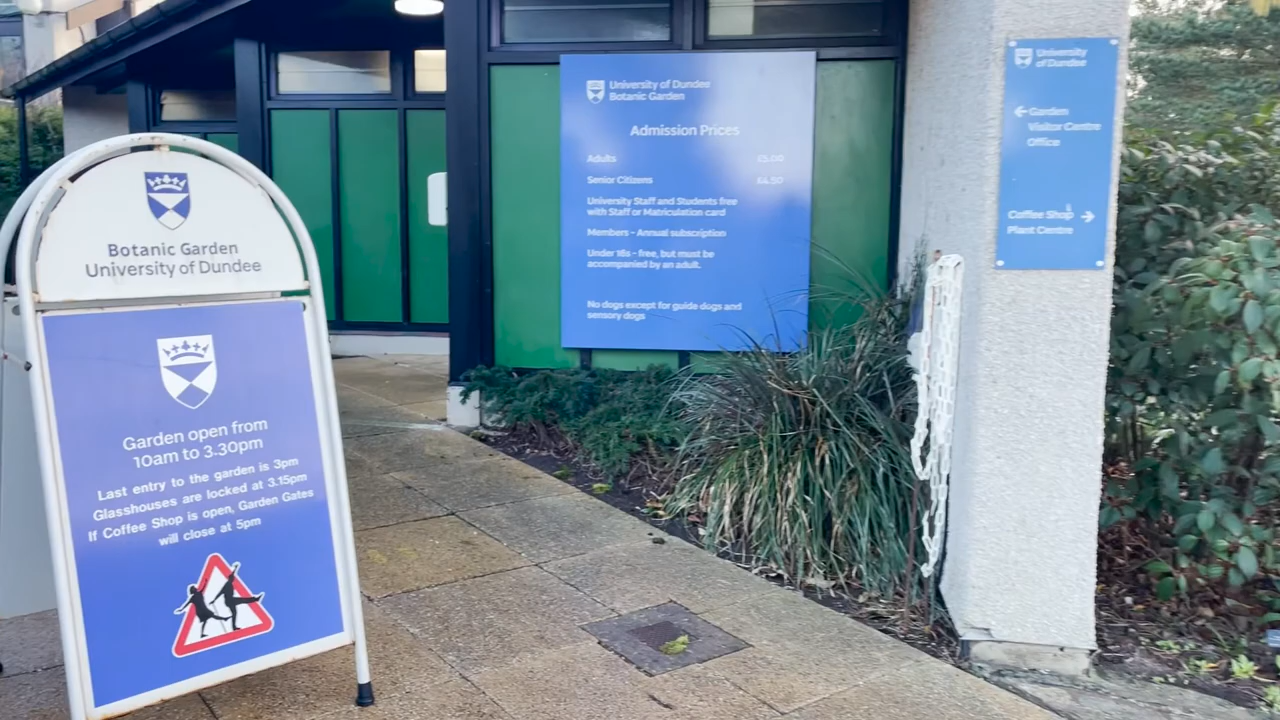 Botanic Garden
University of Dundee
Garden open from
10am to 3.30pm
Last entry to the garden is 3pm
Glasshouses are locked at 3.15pm
If Coffee Shop is open, Garden Gates
will close at 5pm
University of Dundee
Botanic Garden
Admission Prices
Adults £5.00
Senior Citizens £4.50
University Staff and Students free
with Staff or Matriculation card
Members - Annual subscription
Under 16s - free, but must be
accompanied by an adult.
No dogs except for guide dogs and
sensory dogs
University
of Dundee
← Garden
Visitor Centre
Office
Coffee Shop →
Plant Centre